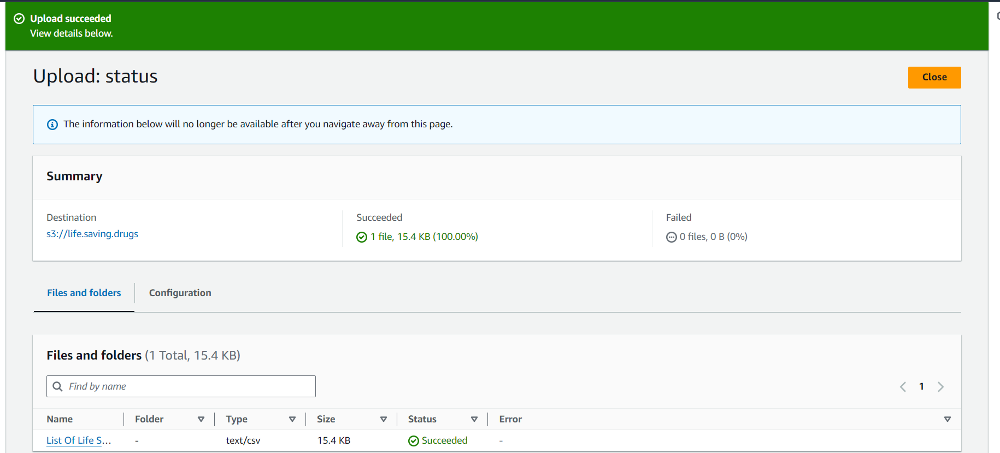 Upload succeeded
View details below.
Upload: status
Close
The information below will no longer be available after you navigate away from this page.
Summary
Destination
s3://life.saving.drugs
Succeeded
1 file, 15.4 KB (100.00%)
Failed
0 files, 0 B (0%)
Files and folders
Configuration
Files and folders (1 Total, 15.4 KB)
Find by name
1
Name Folder Type Size Status Error
List Of Life S... - text/csv 15.4 KB Succeeded -